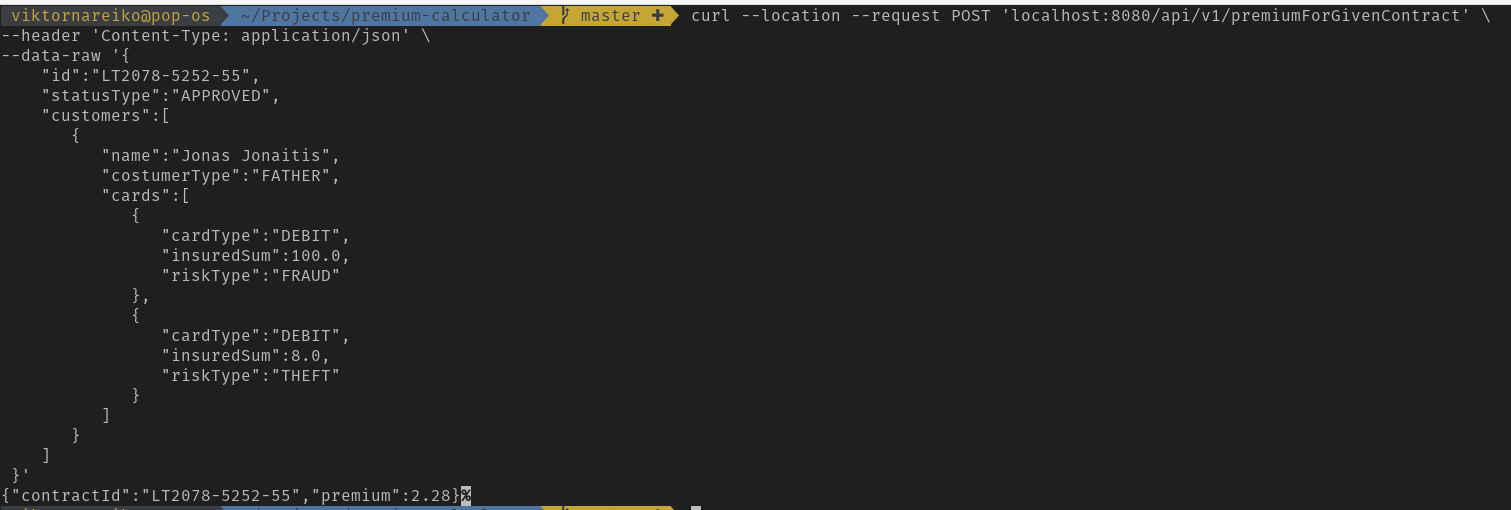 viktornareiko@pop-os ~/Projects/premium-calculator master ✚ curl --location --request POST 'localhost:8080/api/v1/premiumForGivenContract' \
--header 'Content-Type: application/json' \
--data-raw '{
    "id":"LT2078-5252-55",
    "statusType":"APPROVED",
    "customers":[
       {
          "name":"Jonas Jonaitis",
          "costumerType":"FATHER",
          "cards":[
             {
                "cardType":"DEBIT",
                "insuredSum":100.0,
                "riskType":"FRAUD"
             },
             {
                "cardType":"DEBIT",
                "insuredSum":8.0,
                "riskType":"THEFT"
             }
          ]
       }
    ]
 }'
{"contractId":"LT2078-5252-55","premium":2.28}%